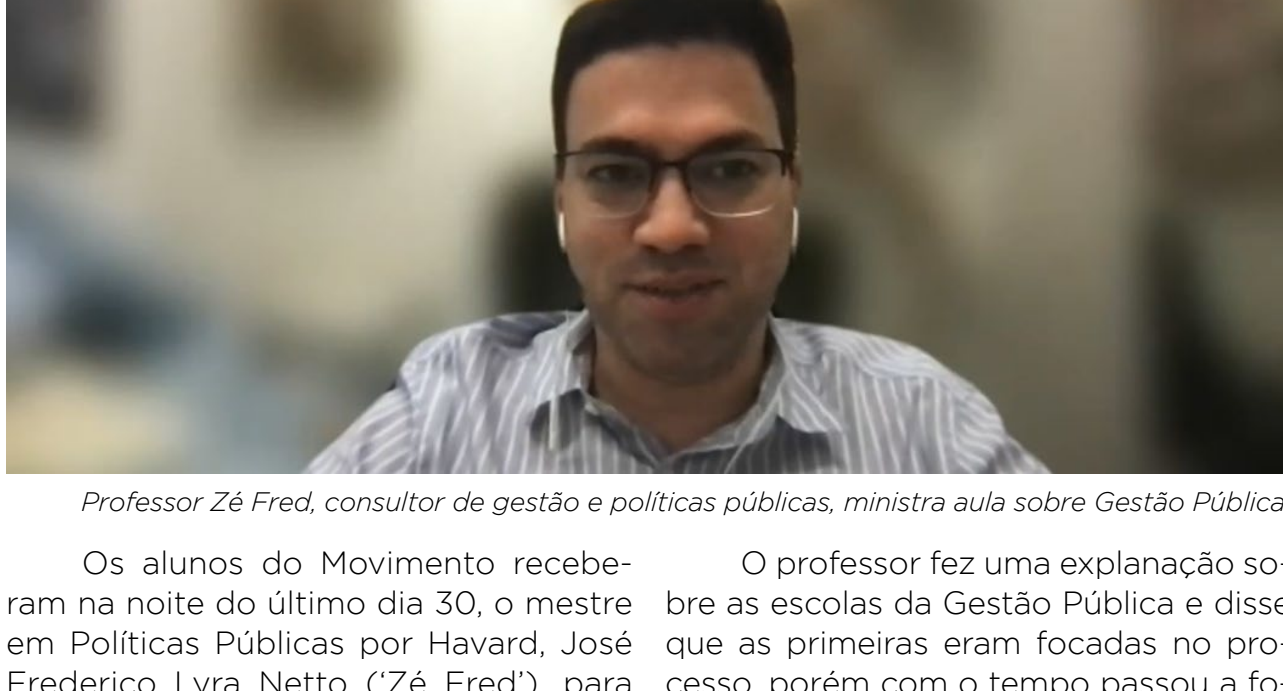 Professor Zé Fred, consultor de gestão e políticas públicas, ministra aula sobre Gestão Pública
Os alunos do Movimento recebe-
ram na noite do último dia 30, o mestre
em Políticas Públicas por Havard, José
Frederico Lyra Netto (‘Zé Fred’), para
O professor fez uma explanação so-
bre as escolas da Gestão Pública e disse
que as primeiras eram focadas no pro-
cesso, porém com o tempo passou a fo-